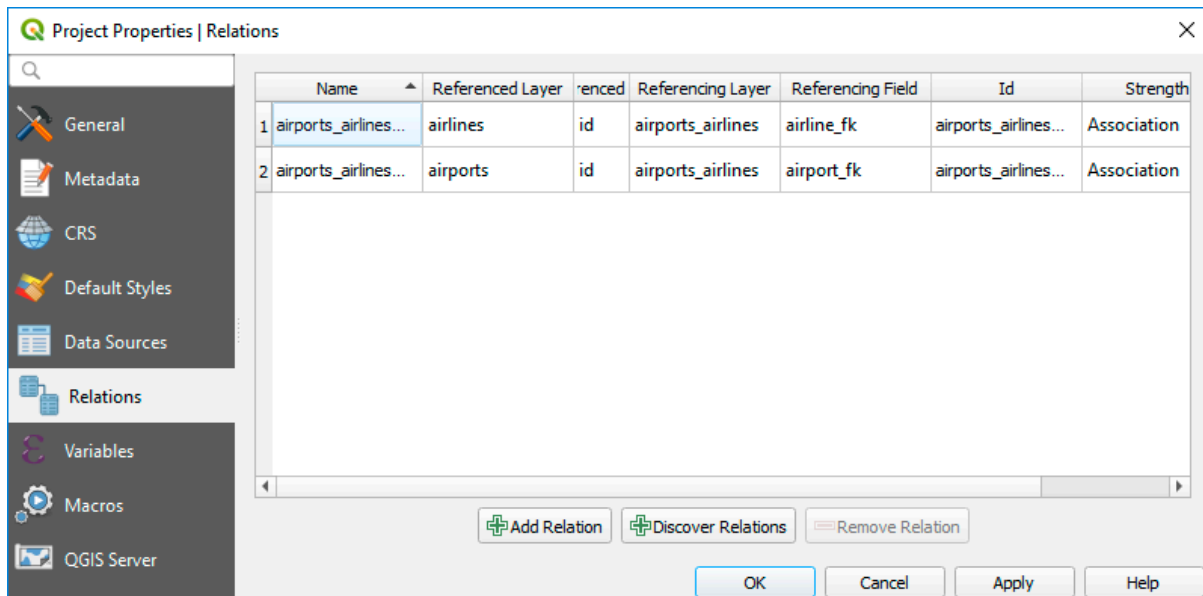 Project Properties | Relations
General
Metadata
CRS
Default Styles
Data Sources
Relations
Variables
Macros
QGIS Server
Name Referenced Layer renced Referencing Layer Referencing Field Id Strength
1 airports_airlines... airlines id airports_airlines airline_fk airports_airlines... Association
2 airports_airlines... airports id airports_airlines airport_fk airports_airlines... Association
Add Relation Discover Relations Remove Relation
OK Cancel Apply Help